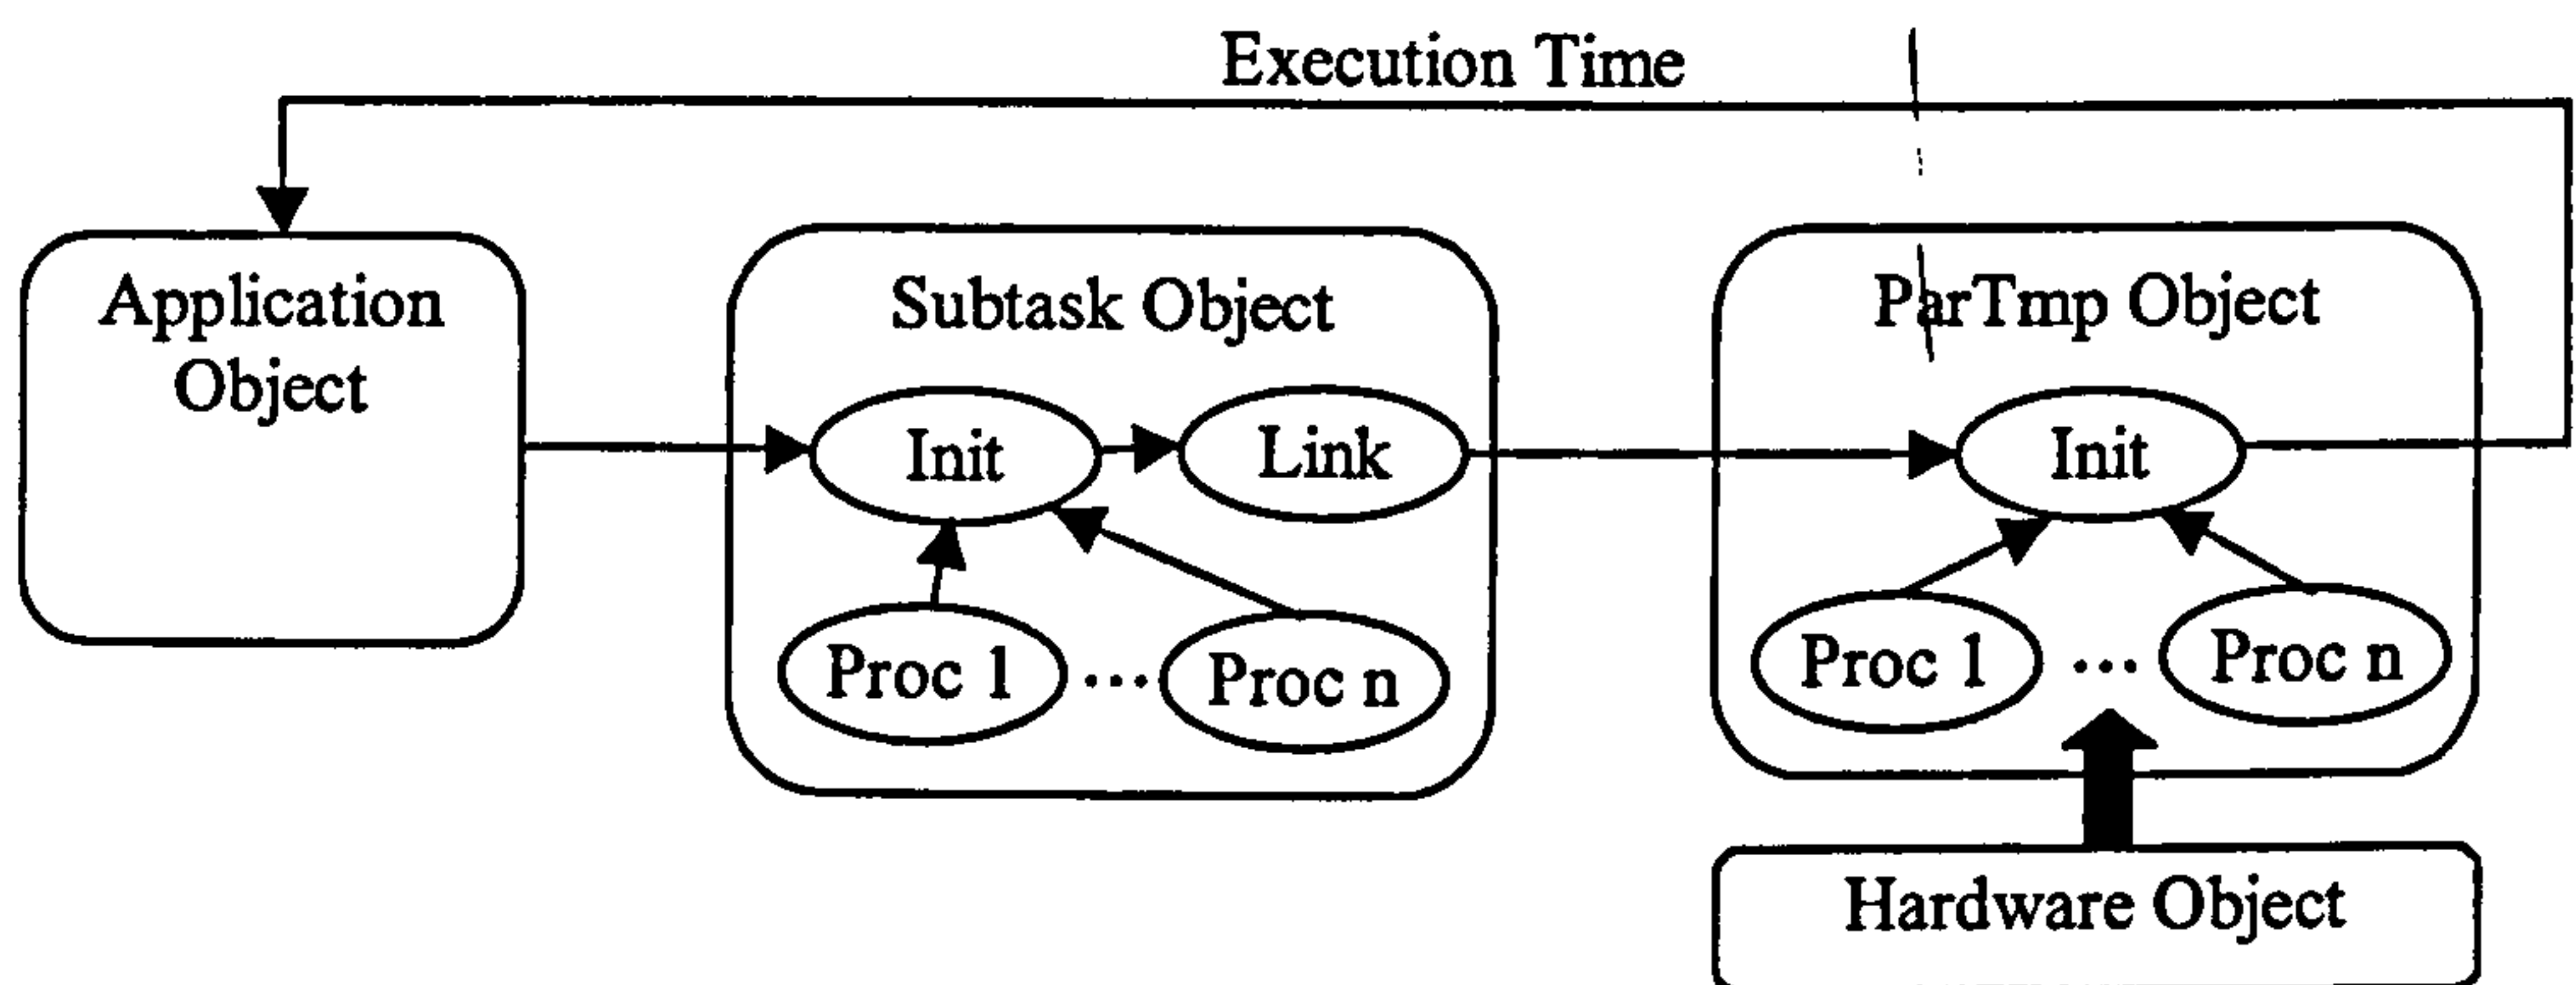 Execution Time
Application
Object
Subtask Object
Init
Link
Proc 1
...
Proc n
ParTmp Object
Init
Proc 1
...
Proc n
Hardware Object